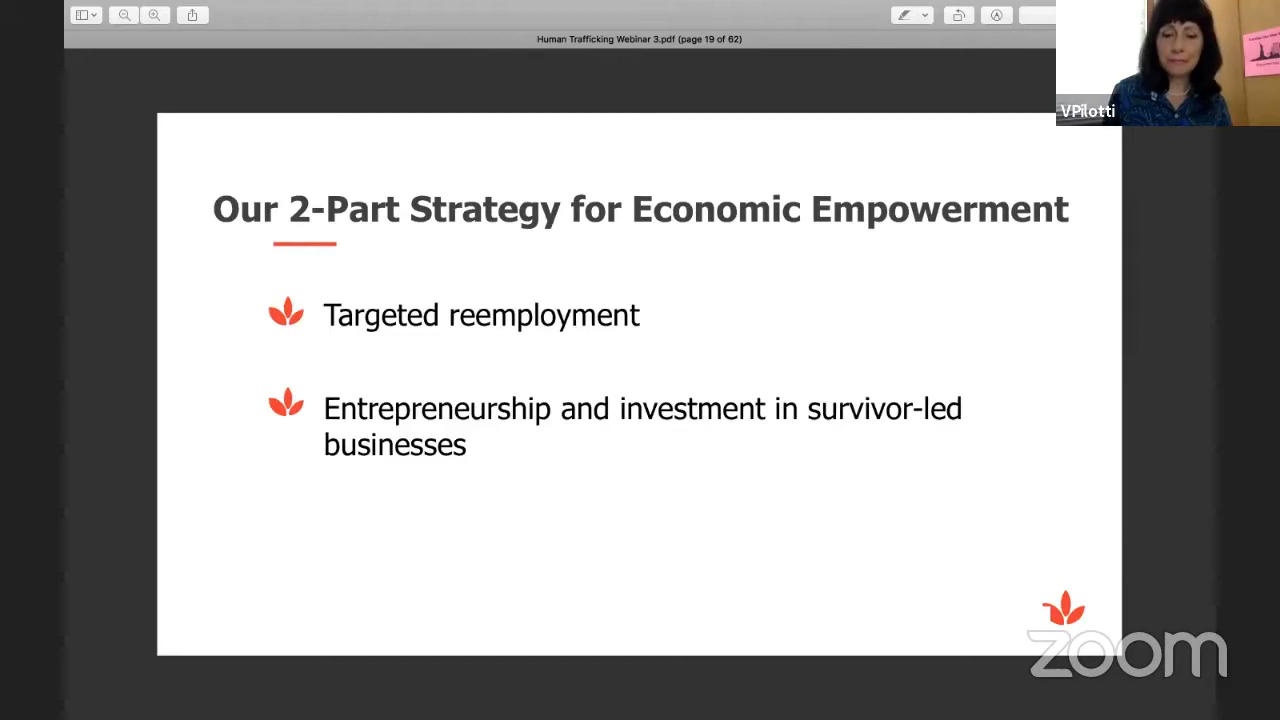 Human Trafficking Webinar 3.pdf (page 19 of 62)
VPilotti
Our 2-Part Strategy for Economic Empowerment
Targeted reemployment
Entrepreneurship and investment in survivor-led
businesses
zoom